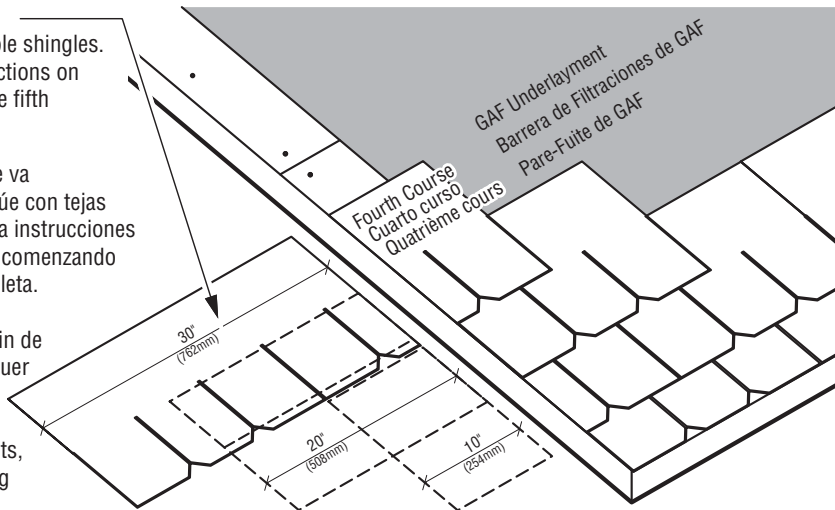 le shingles.
ctions on
e fifth
e va
úe con tejas
a instrucciones
comenzando
leta.
in de
uer
ts,
g
GAF Underlayment
Barrera de Filtraciones de GAF
Pare-Fuite de GAF
Fourth Course
Cuarto curso
Quatrième cours
30"
(762mm)
20"
(508mm)
10"
(254mm)